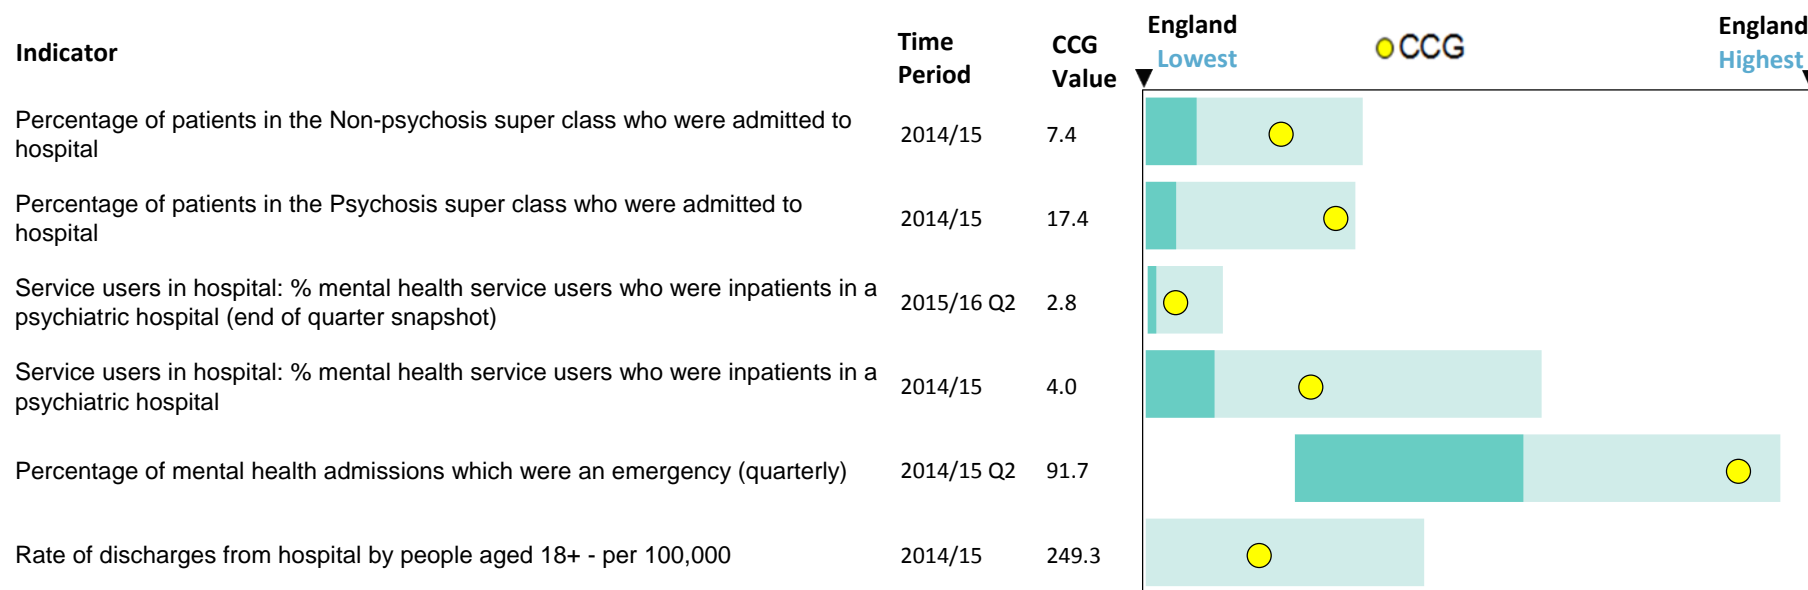 Indicator
Time
Period
CCG
Value
England
Lowest
CCG
England
Highest
Percentage of patients in the Non-psychosis super class who were admitted to
hospital
2014/15
7.4
Percentage of patients in the Psychosis super class who were admitted to
hospital
2014/15
17.4
Service users in hospital: % mental health service users who were inpatients in a
psychiatric hospital (end of quarter snapshot)
2015/16 Q2
2.8
Service users in hospital: % mental health service users who were inpatients in a
psychiatric hospital
2014/15
4.0
Percentage of mental health admissions which were an emergency (quarterly)
2014/15 Q2
91.7
Rate of discharges from hospital by people aged 18+ - per 100,000
2014/15
249.3